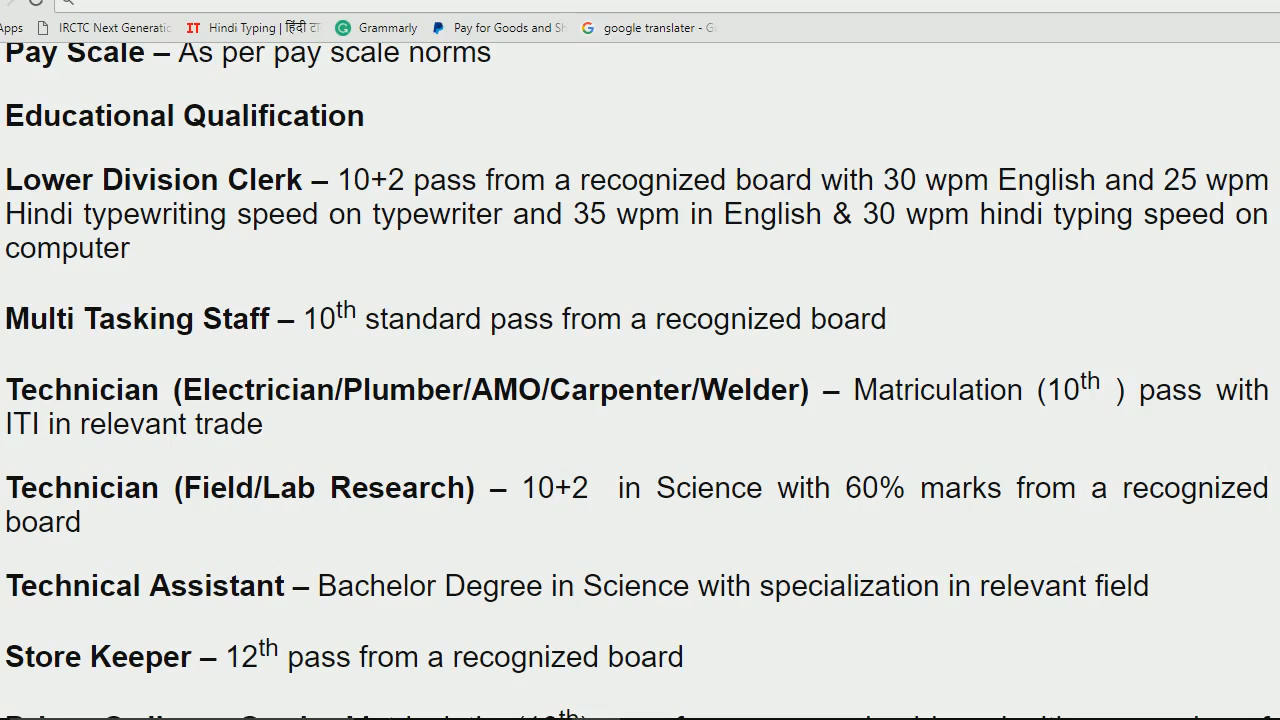 Apps IRCTC Next Generatio IT Hindi Typing | हिंदी टा Grammarly Pay for Goods and Sh google translater - G
Pay Scale – As per pay scale norms
Educational Qualification
Lower Division Clerk – 10+2 pass from a recognized board with 30 wpm English and 25 wpm
Hindi typewriting speed on typewriter and 35 wpm in English & 30 wpm hindi typing speed on
computer
Multi Tasking Staff – 10th standard pass from a recognized board
Technician (Electrician/Plumber/AMO/Carpenter/Welder) – Matriculation (10th ) pass with
ITI in relevant trade
Technician (Field/Lab Research) – 10+2 in Science with 60% marks from a recognized
board
Technical Assistant – Bachelor Degree in Science with specialization in relevant field
Store Keeper – 12th pass from a recognized board